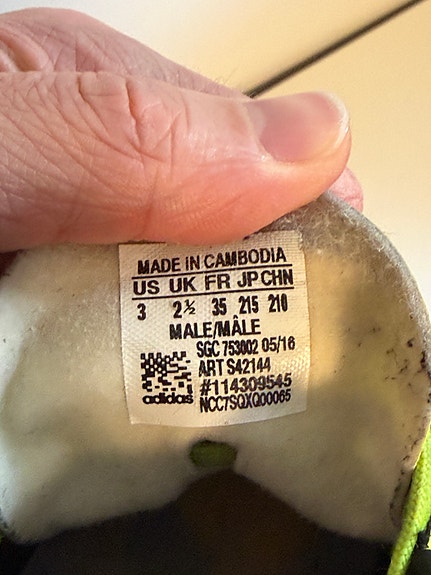 MADE IN CAMBODIA
US UK FR JP CHN
3 2½ 35 215 210
MALE/MÂLE
SGC 753002 05/16
ART S42144
#114309545
adidas NCC7SQXQ00065